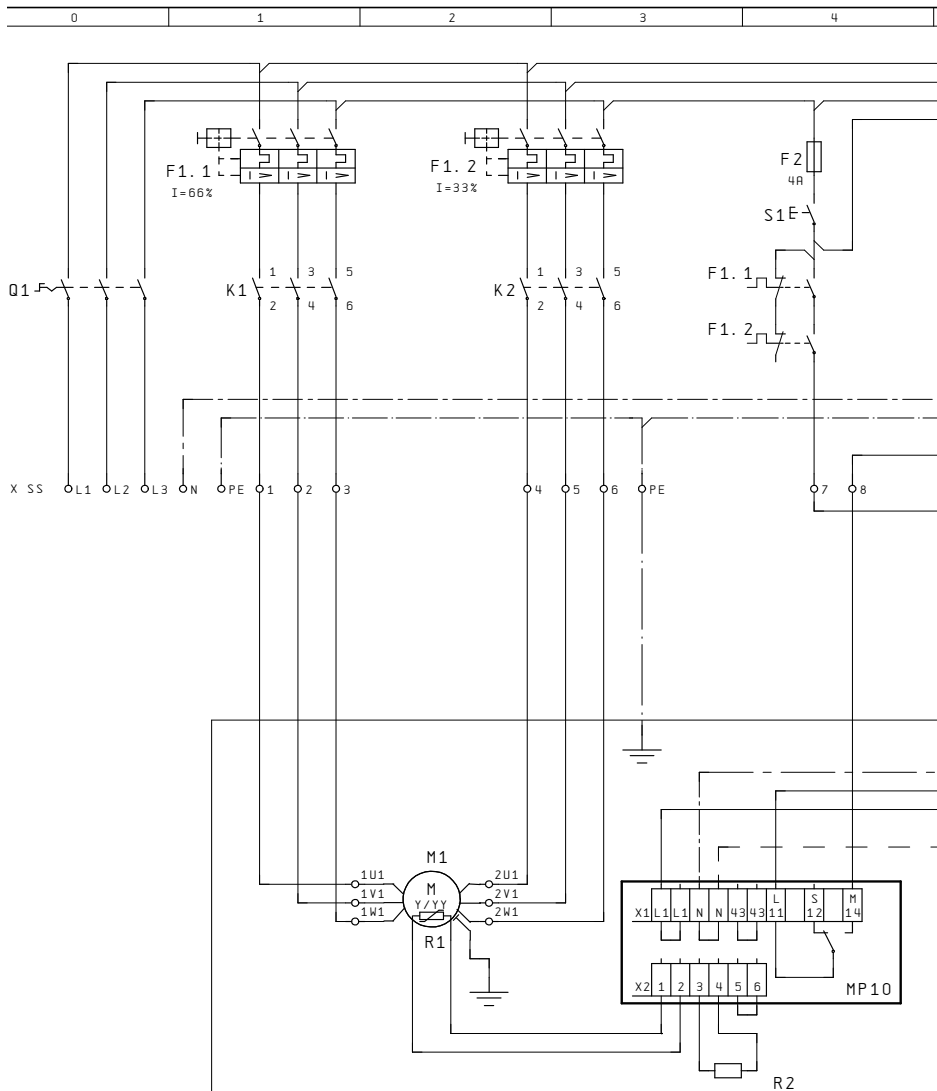 0 1 2 3 4
F1.1
I=66%
F1.2
I=33%
F2
4A
S1
Q1
K1
1 3 5
2 4 6
K2
1 3 5
2 4 6
F1.1
F1.2
X SS L1 L2 L3 N PE 1 2 3 4 5 6 PE 7 8
M1
1U1
1V1
1W1
M
Y/YY
2U1
2V1
2W1
R1
X1 L1 L1 N N 43 43 L 11 S 12 M 14
X2 1 2 3 4 5 6
MP10
R2